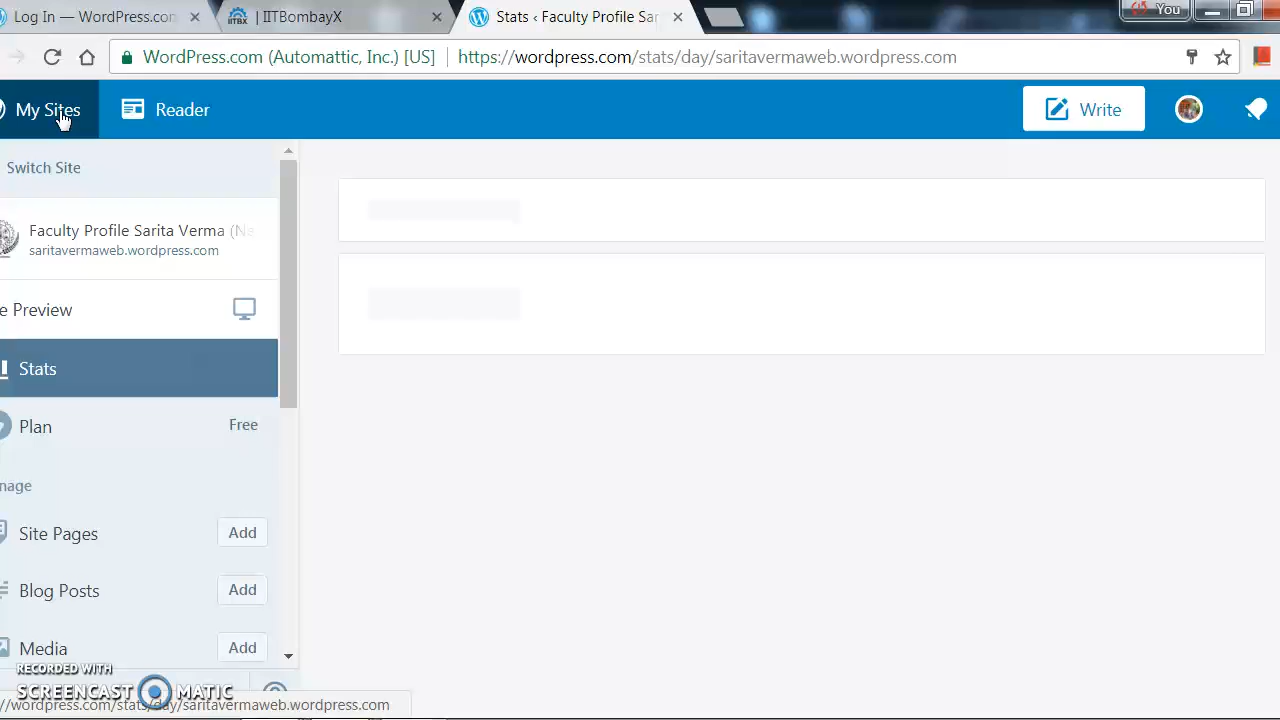 Log In — WordPress.com
| IITBombayX
Stats ‹ Faculty Profile Sar
You
WordPress.com (Automattic, Inc.) [US]
https://wordpress.com/stats/day/saritavermaweb.wordpress.com
My Sites
Reader
Write
Switch Site
Faculty Profile Sarita Verma (Ns
saritavermaweb.wordpress.com
e Preview
Stats
Plan
Free
nage
Site Pages
Add
Blog Posts
Add
Media
Add
RECORDED WITH
SCREENCAST MATIC
//wordpress.com/stats/day/saritavermaweb.wordpress.com